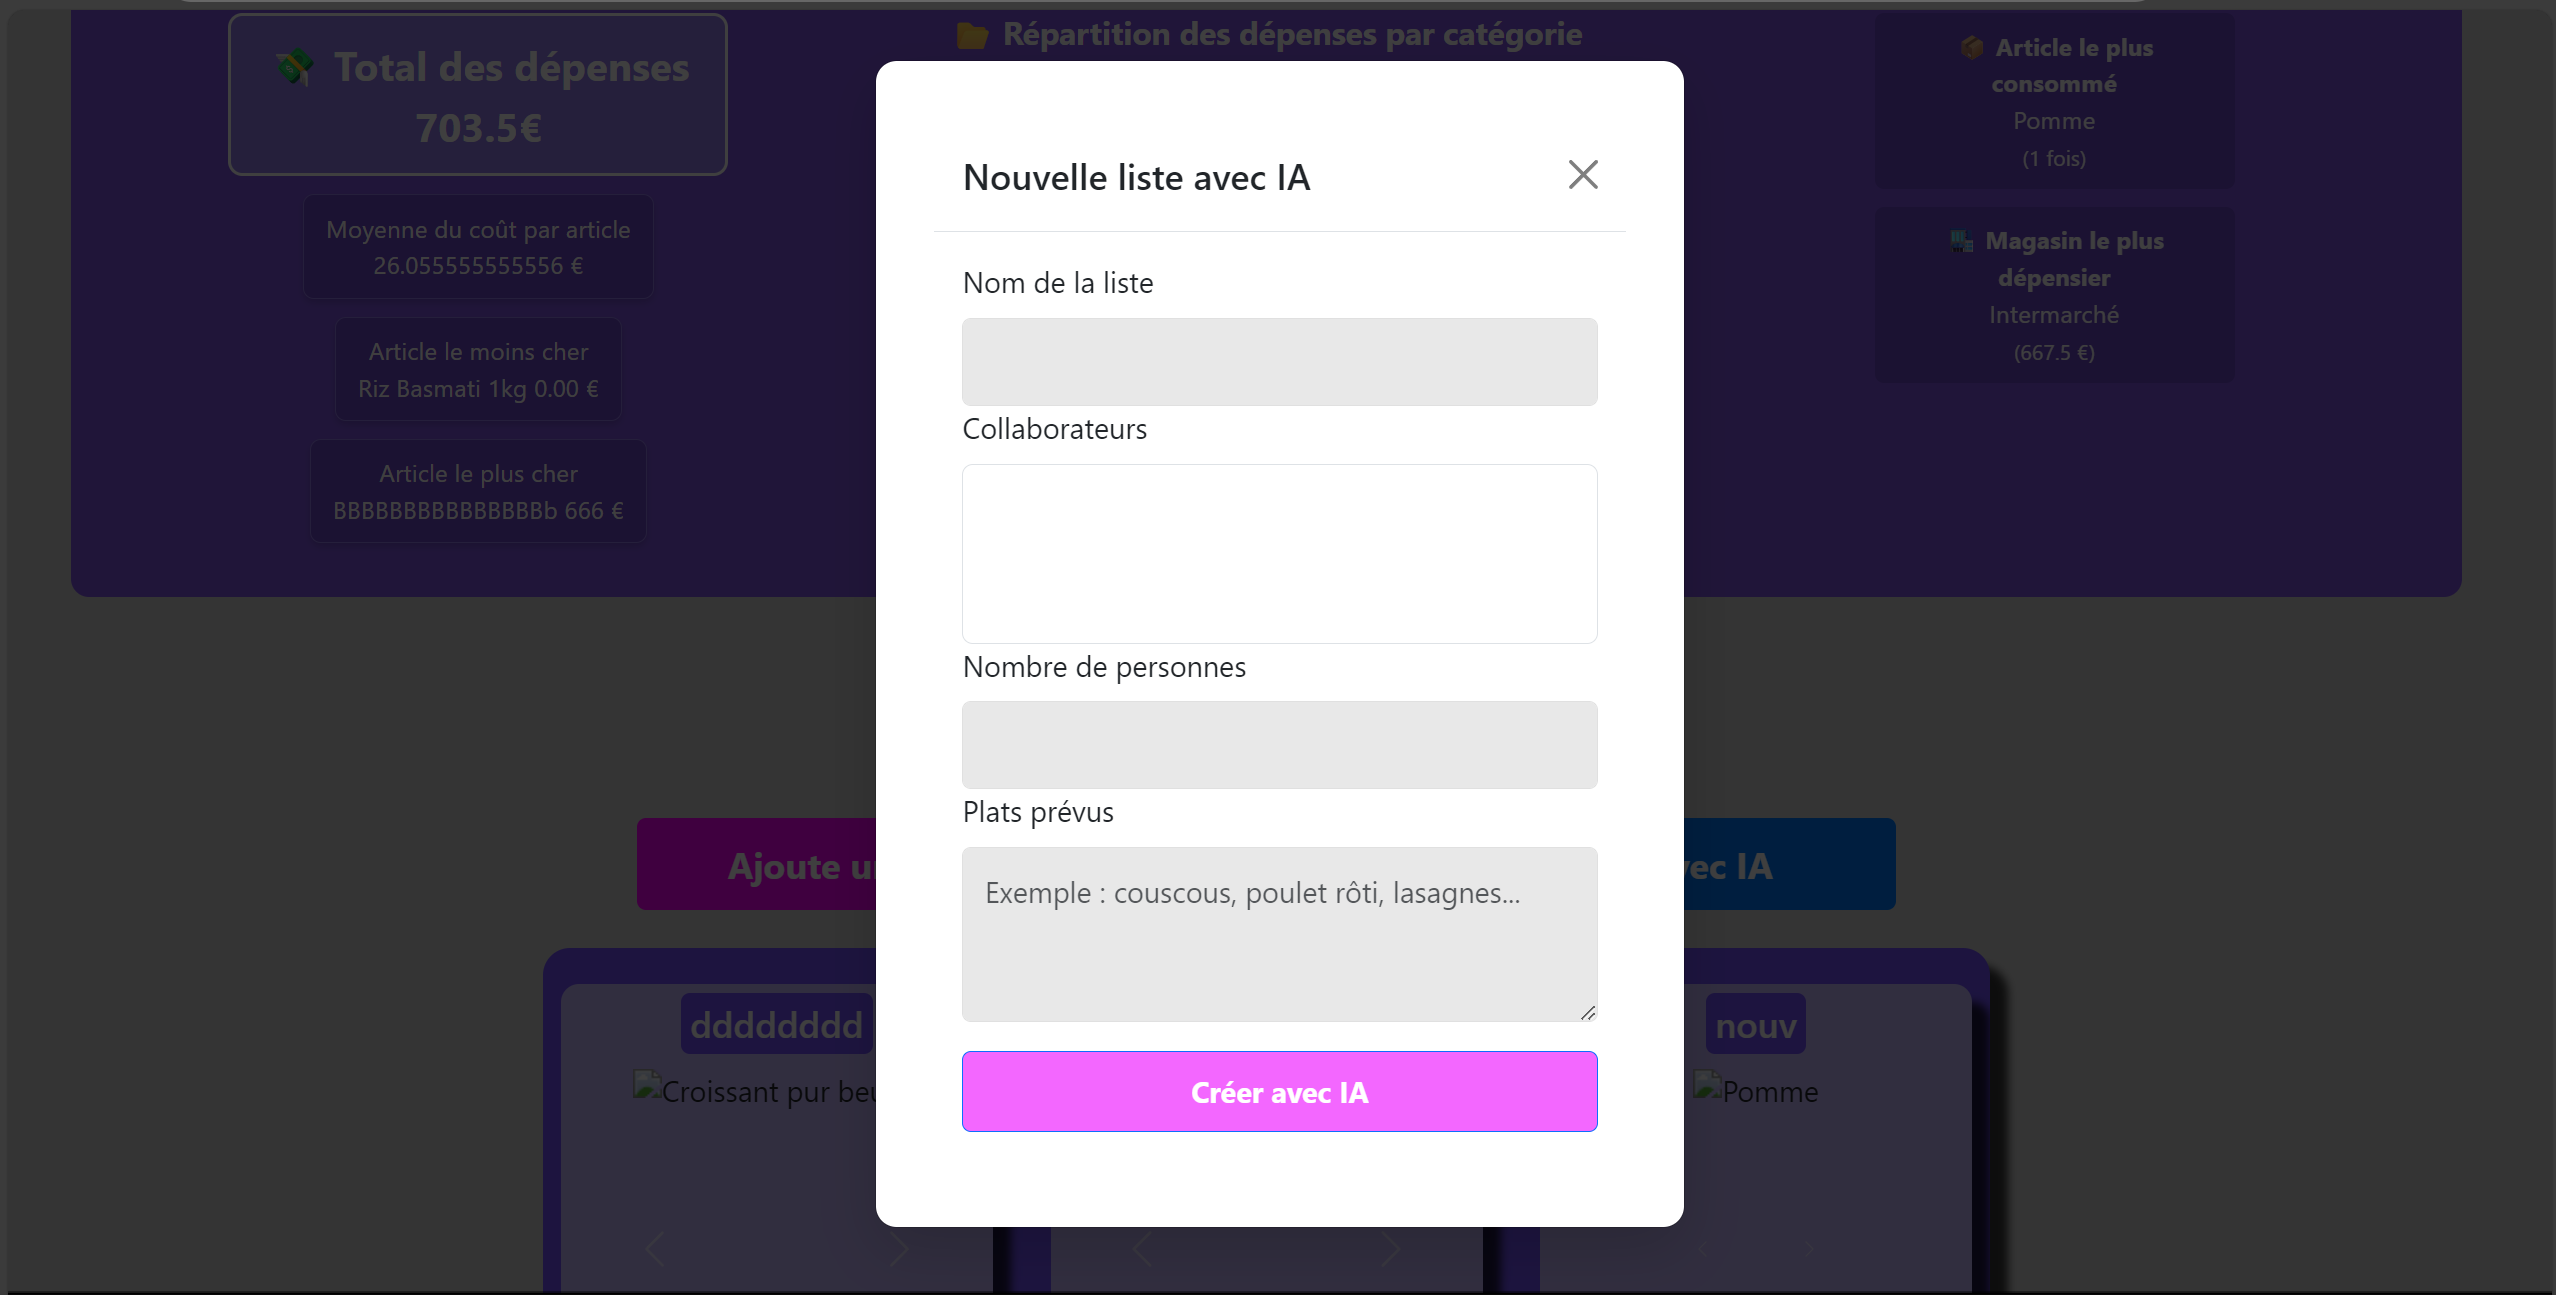 Total des dépenses
703.5€
Moyenne du coût par article
26.055555555556 €
Article le moins cher
Riz Basmati 1kg 0.00 €
Article le plus cher
BBBBBBBBBBBBBBBb 666 €
Répartition des dépenses par catégorie
Article le plus
consommé
Pomme
(1 fois)
Magasin le plus
dépensier
Intermarché
(667.5 €)
Nouvelle liste avec IA
Nom de la liste
Collaborateurs
Nombre de personnes
Plats prévus
Exemple : couscous, poulet rôti, lasagnes...
Créer avec IA
Ajoute
IA
dddddddd
Croissant pur
nouv
Pomme